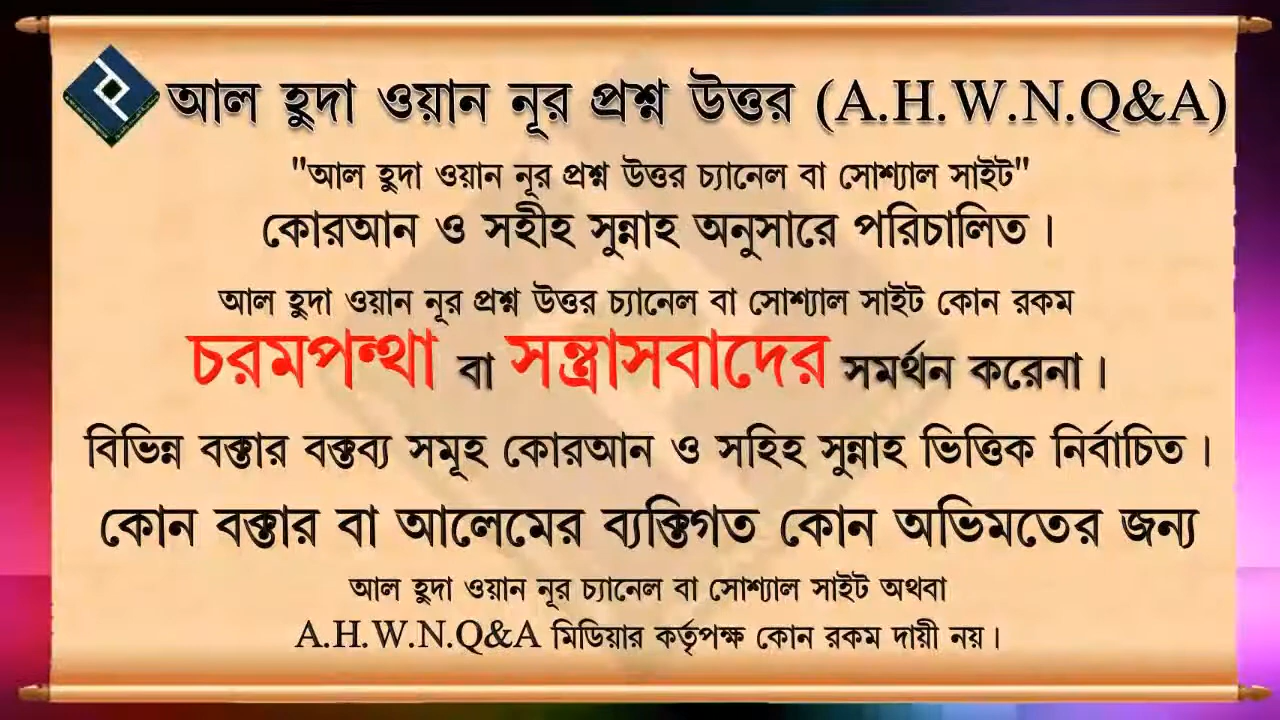 আল হুদা ওয়ান নূর প্রশ্ন উত্তর (A.H.W.N.Q&A)
"আল হুদা ওয়ান নূর প্রশ্ন উত্তর চ্যানেল বা সোশ্যাল সাইট"
কোরআন ও সহীহ সুন্নাহ অনুসারে পরিচালিত।
আল হুদা ওয়ান নূর প্রশ্ন উত্তর চ্যানেল বা সোশ্যাল সাইট কোন রকম
চরমপন্থা বা সন্ত্রাসবাদের সমর্থন করেনা।
বিভিন্ন বক্তার বক্তব্য সমূহ কোরআন ও সহিহ সুন্নাহ ভিত্তিক নির্বাচিত।
কোন বক্তার বা আলেমের ব্যক্তিগত কোন অভিমতের জন্য
আল হুদা ওয়ান নূর চ্যানেল বা সোশ্যাল সাইট অথবা
A.H.W.N.Q&A মিডিয়ার কর্তৃপক্ষ কোন রকম দায়ী নয়।